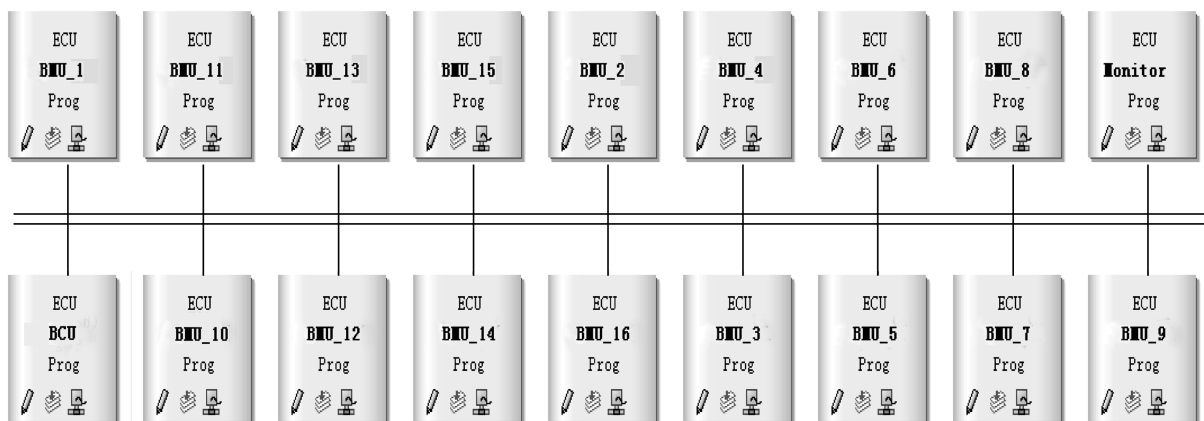 ECU ECU ECU ECU ECU ECU ECU ECU ECU
BMU_1 BMU_11 BMU_13 BMU_15 BMU_2 BMU_4 BMU_6 BMU_8 Monitor
Prog Prog Prog Prog Prog Prog Prog Prog Prog
ECU ECU ECU ECU ECU ECU ECU ECU ECU
BCU BMU_10 BMU_12 BMU_14 BMU_16 BMU_3 BMU_5 BMU_7 BMU_9
Prog Prog Prog Prog Prog Prog Prog Prog Prog